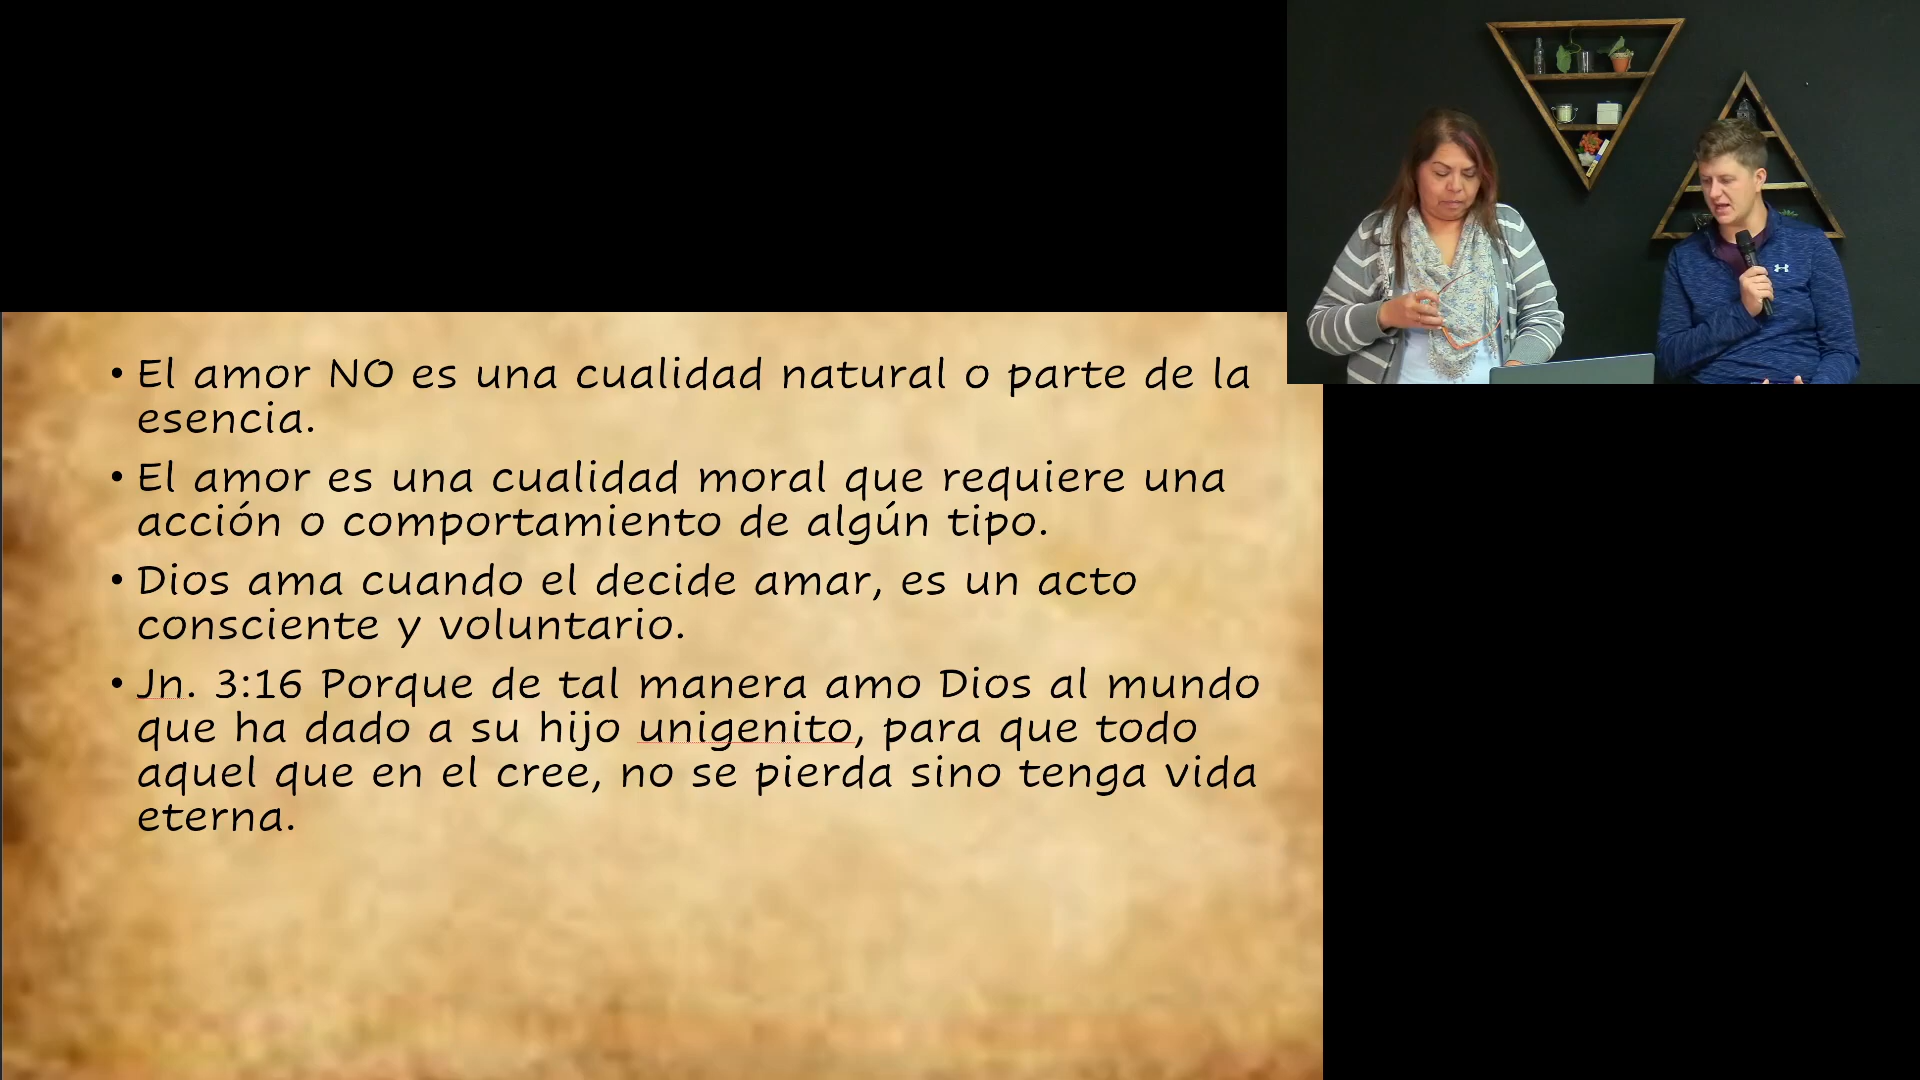 • El amor NO es una cualidad natural o parte de la
esencia.
• El amor es una cualidad moral que requiere una
acción o comportamiento de algún tipo.
• Dios ama cuando el decide amar, es un acto
consciente y voluntario.
• Jn. 3:16 Porque de tal manera amo Dios al mundo
que ha dado a su hijo unigenito, para que todo
aquel que en el cree, no se pierda sino tenga vida
eterna.